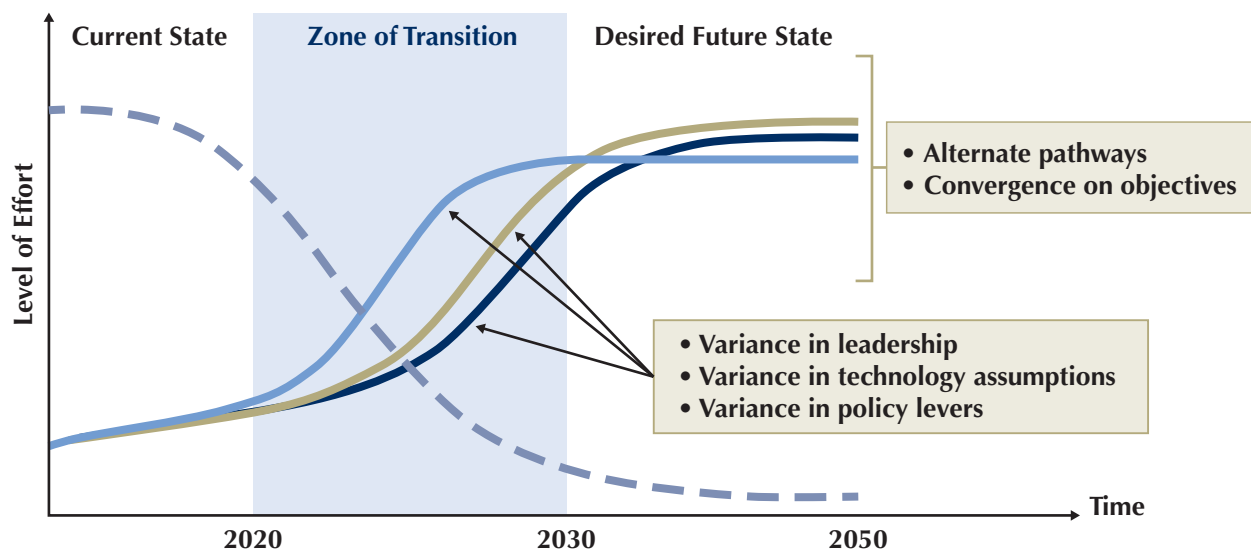 Current State
Zone of Transition
Desired Future State
Level of Effort
• Alternate pathways
• Convergence on objectives
• Variance in leadership
• Variance in technology assumptions
• Variance in policy levers
Time
2020
2030
2050